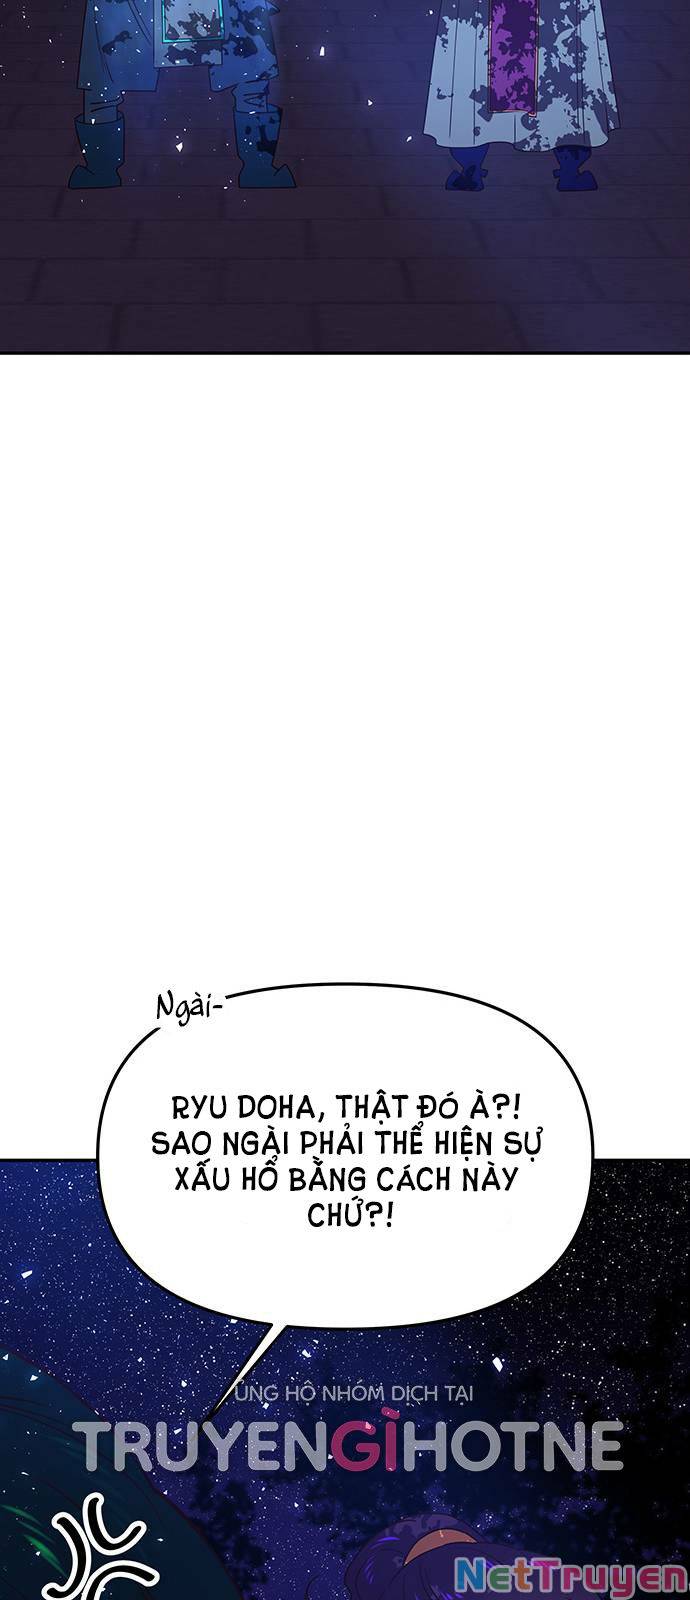 Ngài-
RYU DOHA, THẬT ĐÓ À?!
SAO NGÀI PHẢI THỂ HIỆN SỰ
XẤU HỔ BẰNG CÁCH NÀY
CHỨ?!
ỦNG HỘ NHÓM DỊCH TẠI
TRUYENGIHOTNE
NetTruyen